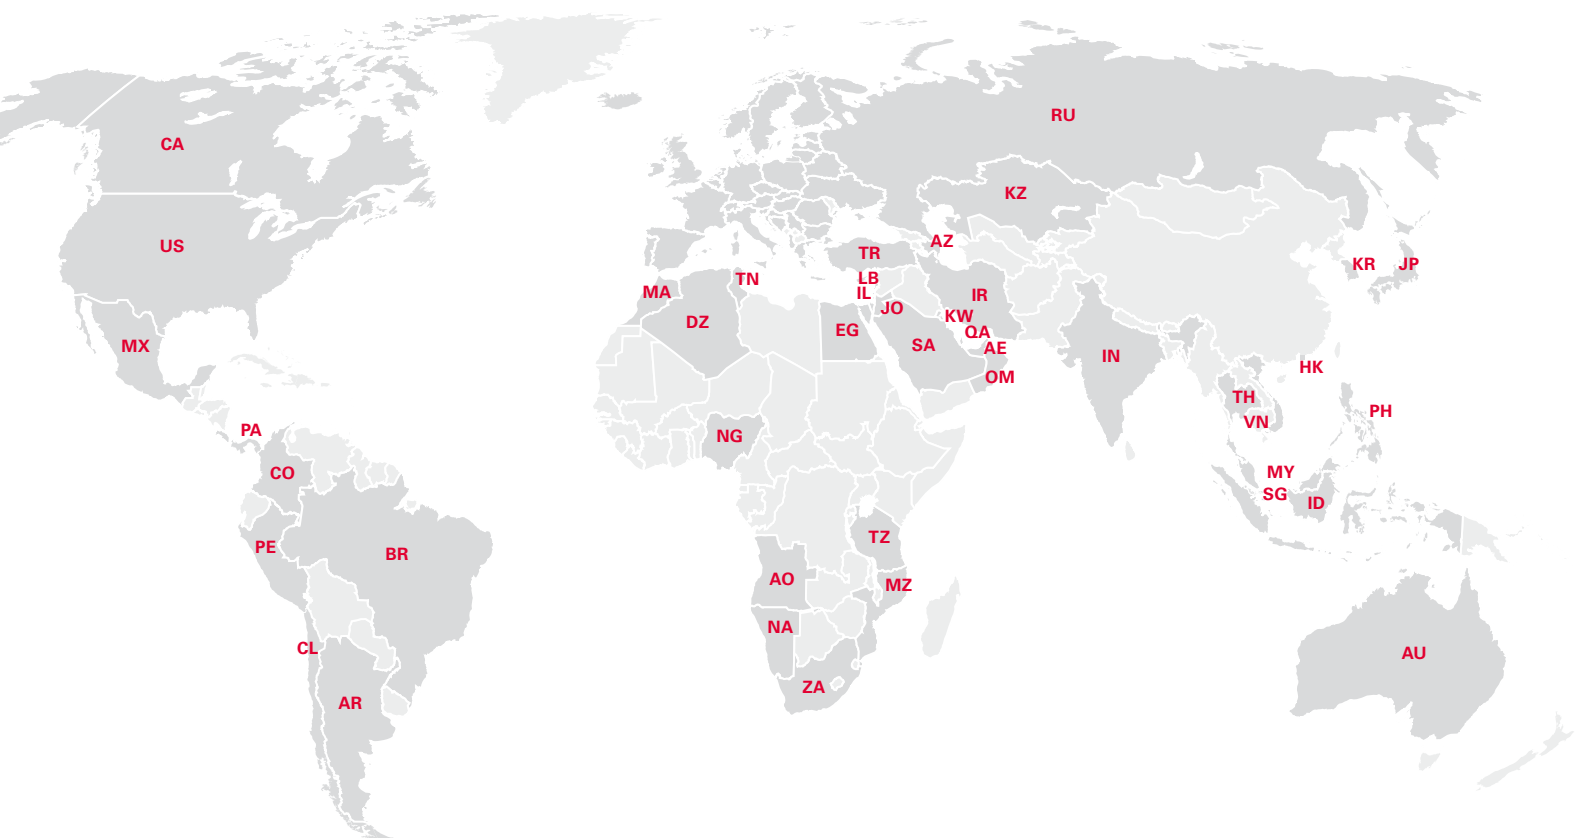 RU
CA
KZ
AZ
US
TR
KR
JP
LB
TN
IL
MA
IR
JO
KW
DZ
EG
QA
SA
AE
MX
IN
HK
OM
TH
PH
VN
PA
NG
CO
MY
SG
ID
TZ
PE
BR
AO
MZ
NA
CL
AU
ZA
AR